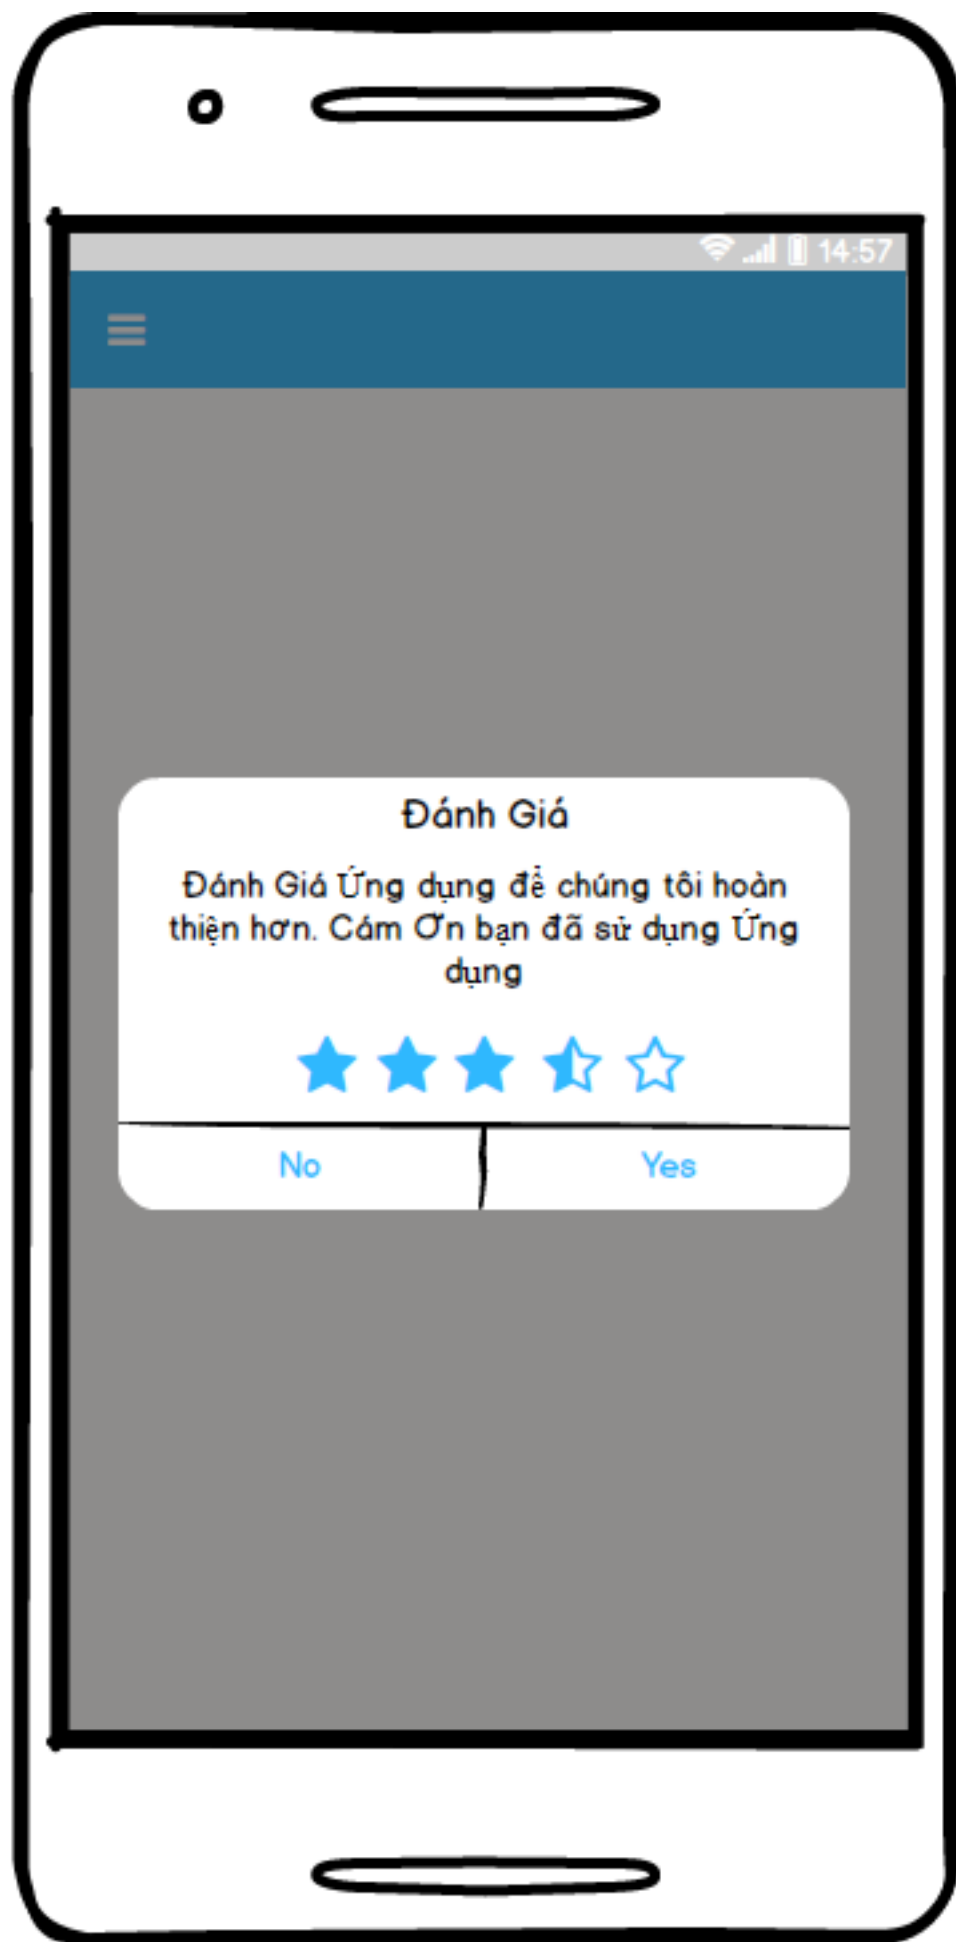 14:57
Đánh Giá
Đánh Giá Ứng dụng để chúng tôi hoàn
thiện hơn. Cám Ơn bạn đã sử dụng Ứng
dụng
No
Yes